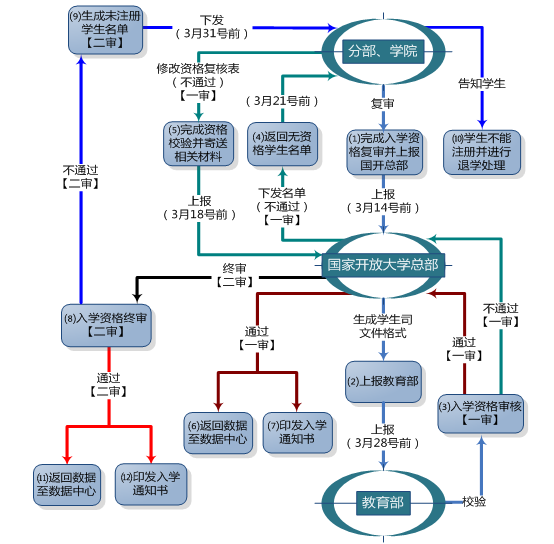 ⑼生成未注册
学生名单
【二审】
下发
（3月31号前）
分部、学院
修改资格复核表
（不通过）
【一审】
（3月21号前）
复审
告知学生
⑸完成资格
校验并寄送
相关材料
⑷返回无资
格学生名单
⑴完成入学资
格复审并上报
国开总部
⑽学生不能
注册并进行
退学处理
不通过
【二审】
上报
（3月18号前）
下发名单
（不通过）
【一审】
上报
（3月14号前）
国家开放大学总部
终审
【二审】
⑻入学资格终审
【二审】
通过
【一审】
生成学生司
文件格式
通过
【一审】
不通过
【一审】
通过
【二审】
⑵上报教育部
⑶入学资格审核
【一审】
⑹返回数据
至数据中心
⑺印发入学
通知书
上报
（3月28号前）
⑾返回数据
至数据中心
⑿印发入学
通知书
教育部
校验